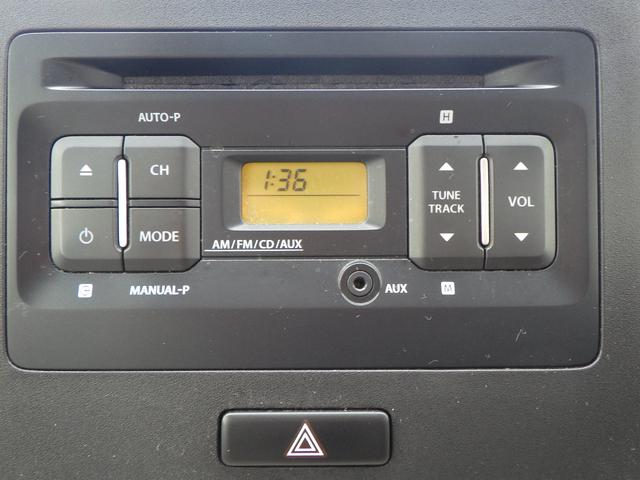 AUTO-P
H
CH
1:36
TUNE
TRACK
VOL
MODE
AM/FM/CD/AUX
MANUAL-P
AUX
M